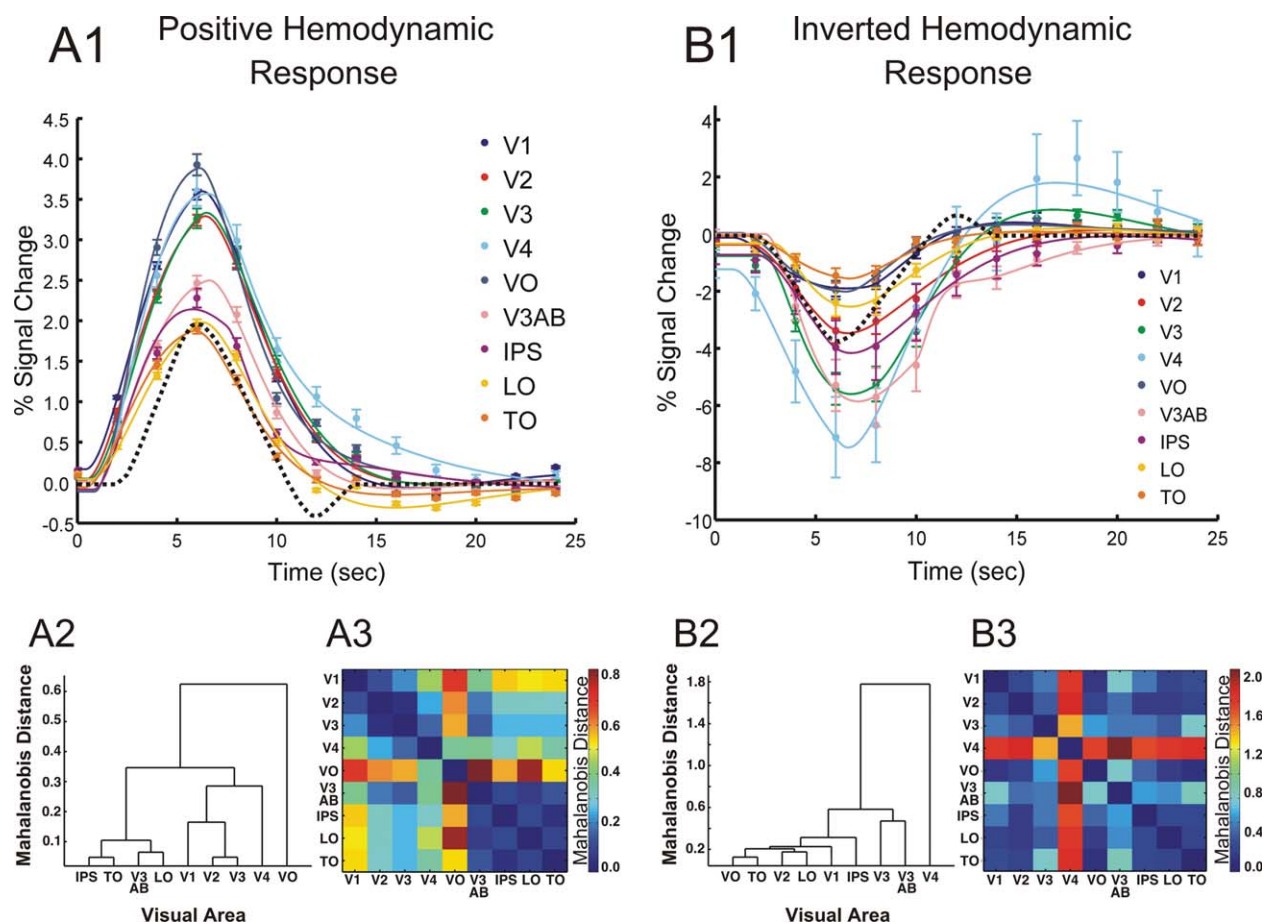 A1
Positive Hemodynamic
Response
% Signal Change
4.5
4.0
3.5
3.0
2.5
2.0
1.5
1.0
0.5
0.0
-0.5
0 5 10 15 20 25
Time (sec)
V1
V2
V3
V4
VO
V3AB
IPS
LO
TO
B1
Inverted Hemodynamic
Response
% Signal Change
4
2
0
-2
-4
-6
-8
-10
0 5 10 15 20 25
Time (sec)
V1
V2
V3
V4
VO
V3AB
IPS
LO
TO
A2
Mahalanobis Distance
0.6
0.5
0.4
0.3
0.2
0.1
IPS TO V3 LO V1 V2 V3 V4 VO
AB
Visual Area
A3
V1
V2
V3
V4
VO
V3
AB
IPS
LO
TO
V1 V2 V3 V4 VO V3 IPS LO TO
AB
0.8
0.6
0.4
0.2
0.0
Mahalanobis Distance
B2
Mahalanobis Distance
1.8
1.4
1.0
0.6
0.2
VO TO V2 LO V1 IPS V3 V3 V4
AB
Visual Area
B3
V1
V2
V3
V4
VO
V3
AB
IPS
LO
TO
V1 V2 V3 V4 VO V3 IPS LO TO
AB
2.0
1.6
1.2
0.8
0.4
0.0
Mahalanobis Distance